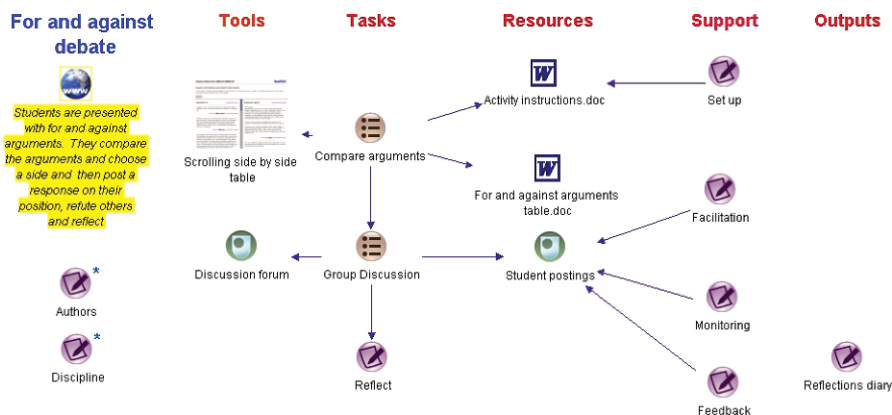 For and against
debate
Tools
Tasks
Resources
Support
Outputs
WWW
Students are presented
with for and against
arguments. They compare
the arguments and choose
a side and then post a
response on their
position, refute others
and reflect
Scrolling side by side
table
Compare arguments
W
Activity instructions.doc
Set up
W
For and against arguments
table.doc
Facilitation
Discussion forum
Group Discussion
Student postings
*
Authors
Monitoring
*
Discipline
Reflect
Feedback
Reflections diary